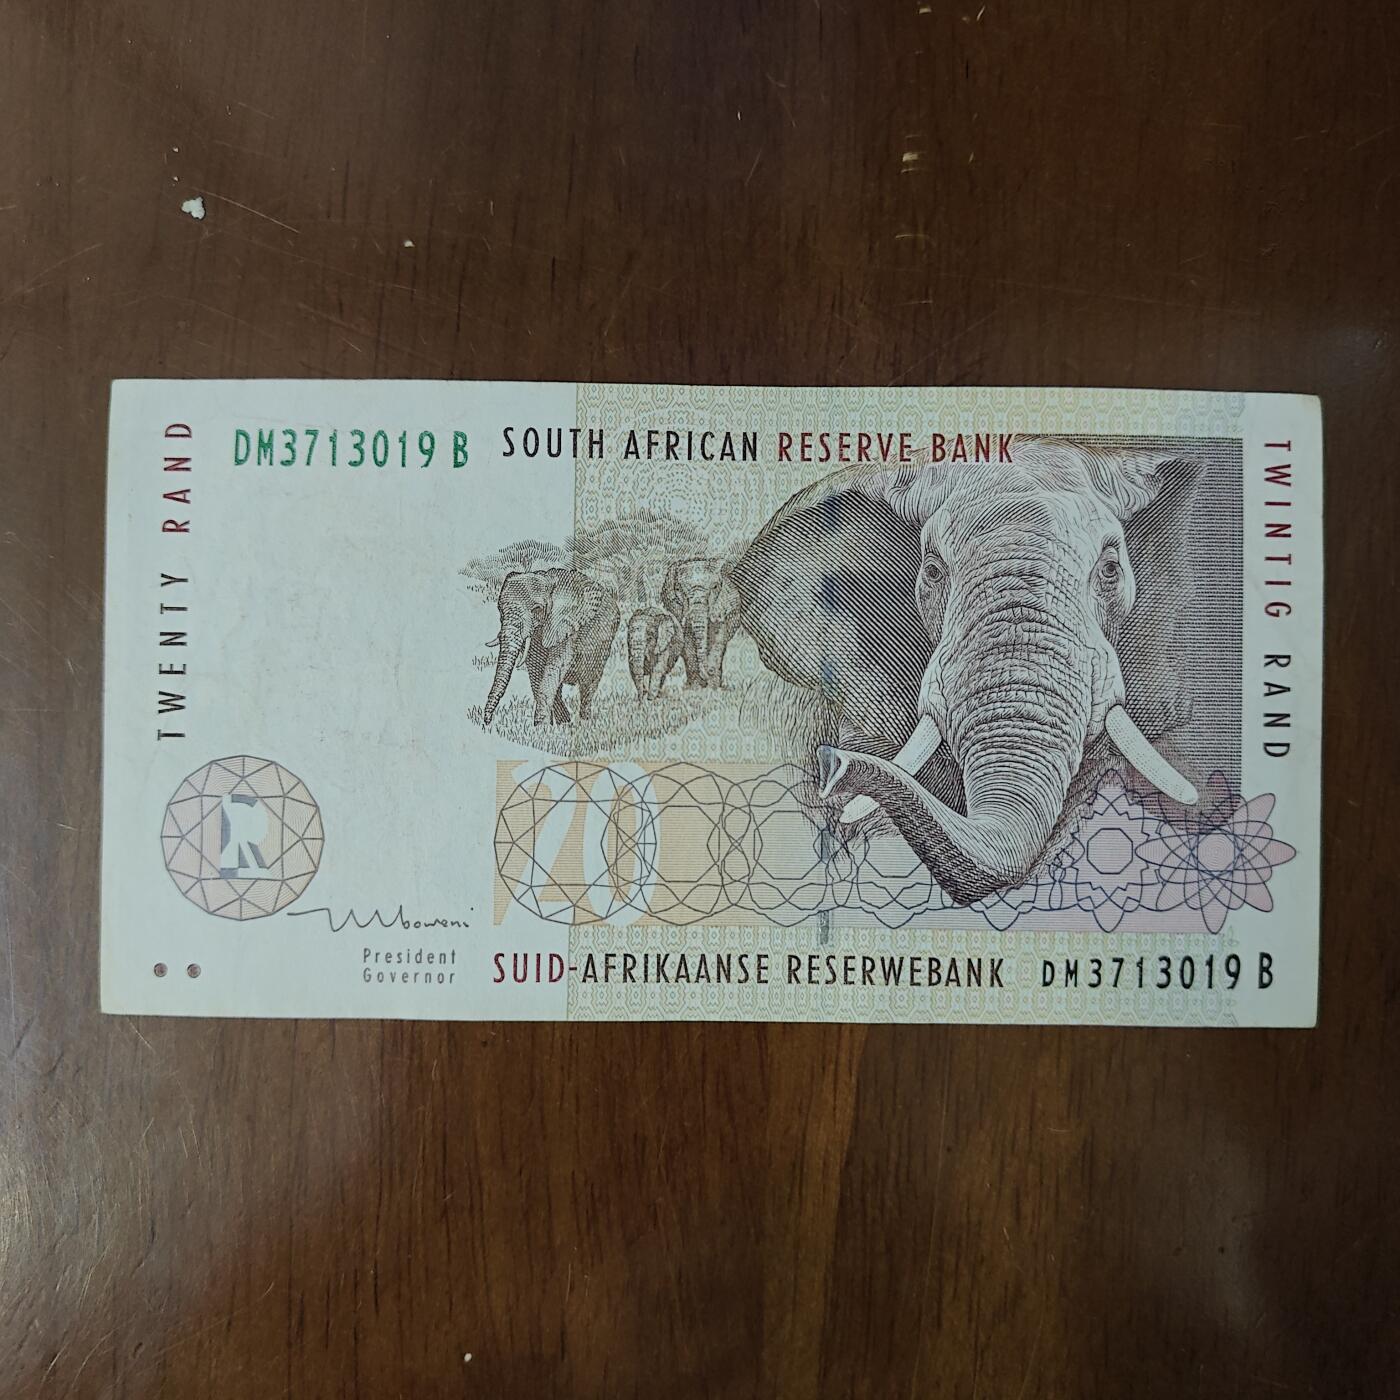 TWENTY RAND
DM3713019 B
SOUTH AFRICAN RESERVE BANK
TWINTIG RAND
R
20
Mboweni
President
Governor
SUID-AFRIKAANSE RESERWEBANK
DM3713019 B